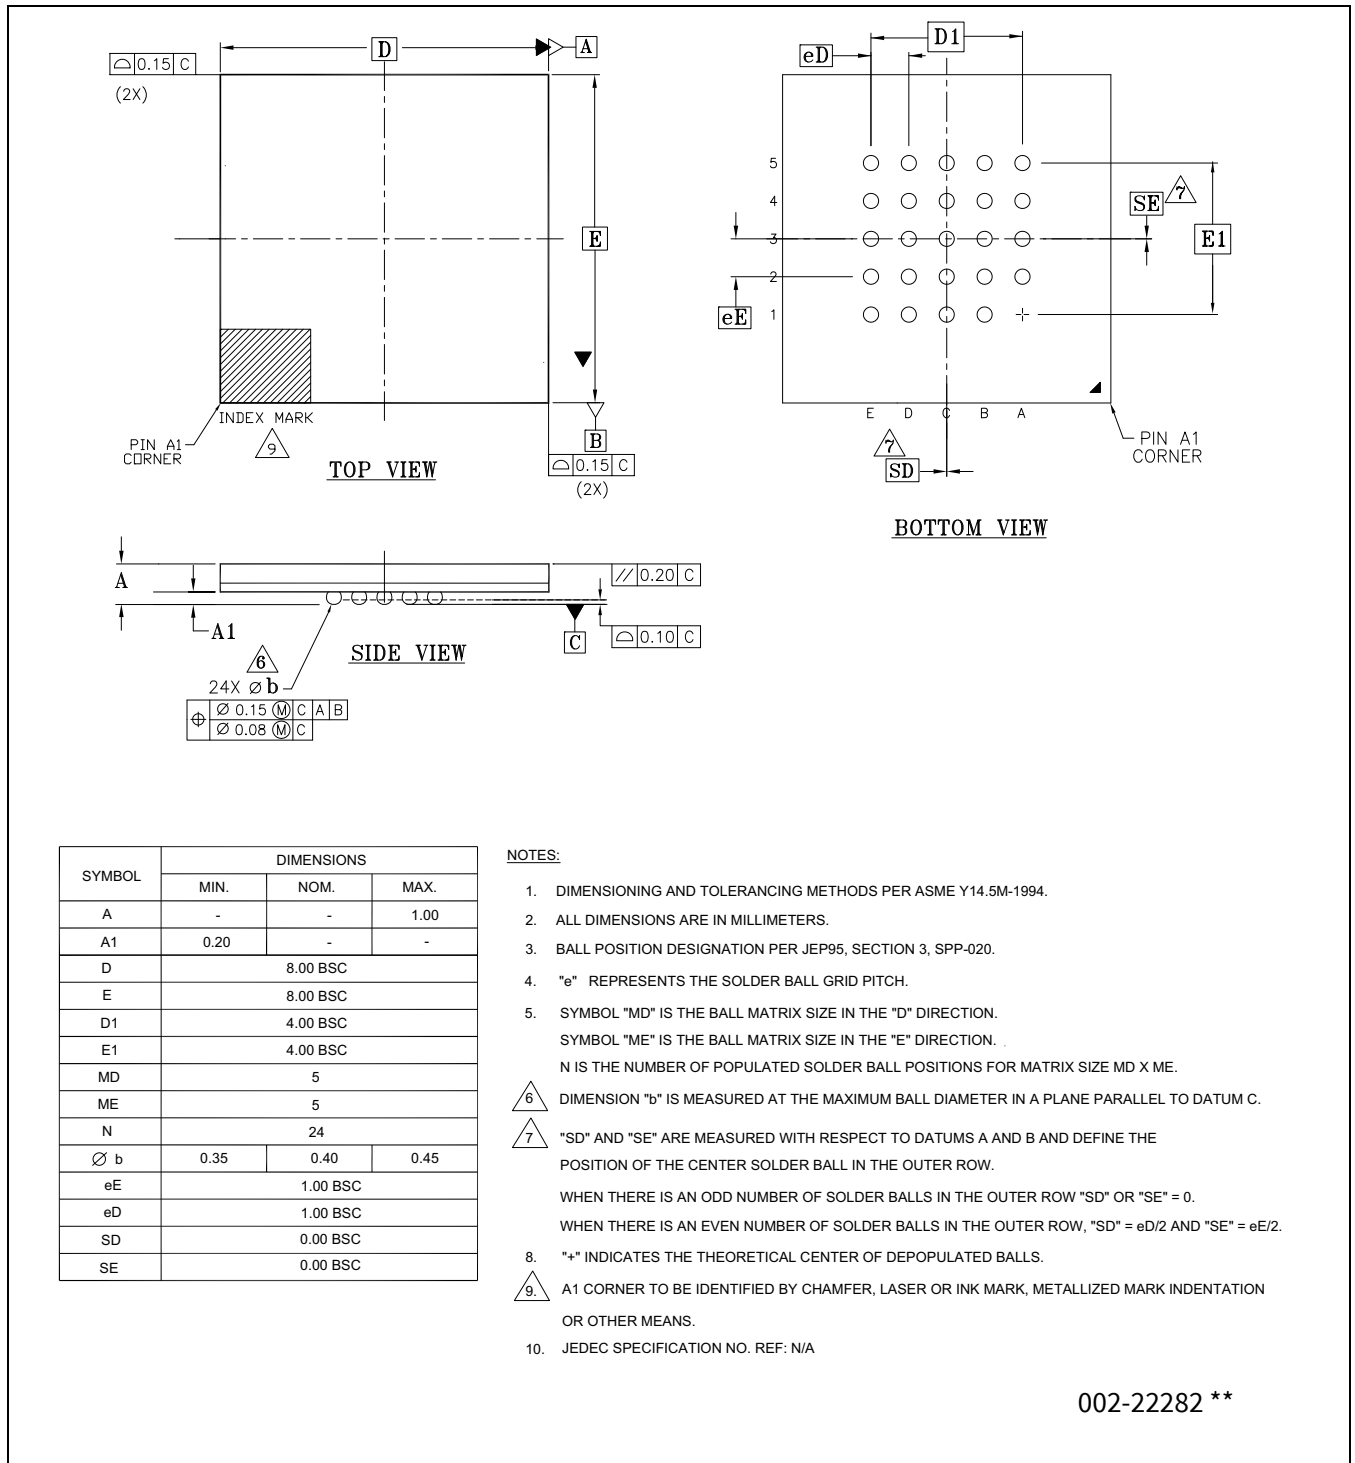 D
A
⌓ 0.15 C
(2X)
E
INDEX MARK
9
PIN A1
CORNER
B
⌓ 0.15 C
(2X)
TOP VIEW
D1
eD
5
4
3
2
1
SE
7
E1
eE
E D C B A
7
SD
PIN A1
CORNER
BOTTOM VIEW
A
A1
// 0.20 C
C
⌓ 0.10 C
SIDE VIEW
6
24X ⌀ b
⌖ ⌀ 0.15 Ⓜ C A B
⌀ 0.08 Ⓜ C
SYMBOL DIMENSIONS
MIN. NOM. MAX.
A - - 1.00
A1 0.20 - -
D 8.00 BSC
E 8.00 BSC
D1 4.00 BSC
E1 4.00 BSC
MD 5
ME 5
N 24
⌀ b 0.35 0.40 0.45
eE 1.00 BSC
eD 1.00 BSC
SD 0.00 BSC
SE 0.00 BSC
NOTES:
1. DIMENSIONING AND TOLERANCING METHODS PER ASME Y14.5M-1994.
2. ALL DIMENSIONS ARE IN MILLIMETERS.
3. BALL POSITION DESIGNATION PER JEP95, SECTION 3, SPP-020.
4. "e" REPRESENTS THE SOLDER BALL GRID PITCH.
5. SYMBOL "MD" IS THE BALL MATRIX SIZE IN THE "D" DIRECTION.
SYMBOL "ME" IS THE BALL MATRIX SIZE IN THE "E" DIRECTION.
N IS THE NUMBER OF POPULATED SOLDER BALL POSITIONS FOR MATRIX SIZE MD X ME.
6 DIMENSION "b" IS MEASURED AT THE MAXIMUM BALL DIAMETER IN A PLANE PARALLEL TO DATUM C.
7 "SD" AND "SE" ARE MEASURED WITH RESPECT TO DATUMS A AND B AND DEFINE THE
POSITION OF THE CENTER SOLDER BALL IN THE OUTER ROW.
WHEN THERE IS AN ODD NUMBER OF SOLDER BALLS IN THE OUTER ROW "SD" OR "SE" = 0.
WHEN THERE IS AN EVEN NUMBER OF SOLDER BALLS IN THE OUTER ROW, "SD" = eD/2 AND "SE" = eE/2.
8. "+" INDICATES THE THEORETICAL CENTER OF DEPOPULATED BALLS.
9. A1 CORNER TO BE IDENTIFIED BY CHAMFER, LASER OR INK MARK, METALLIZED MARK INDENTATION
OR OTHER MEANS.
10. JEDEC SPECIFICATION NO. REF: N/A
002-22282 **